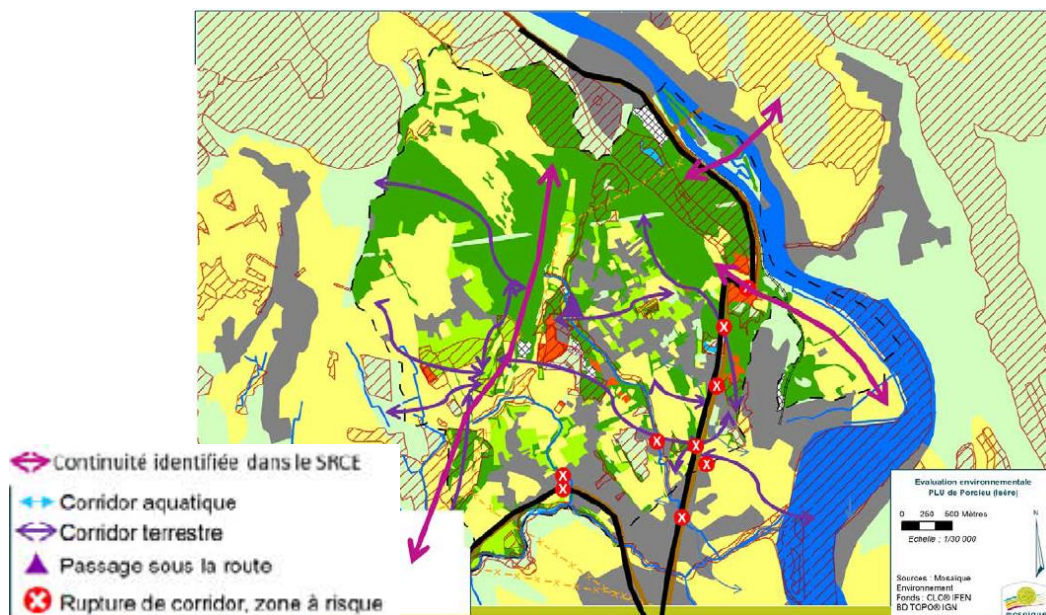 Continuité identifiée dans le SRCE
Corridor aquatique
Corridor terrestre
Passage sous la route
Rupture de corridor, zone à risque
Evaluation environnementale
PLU de Porcieu (Isère)
0 250 500 Mètres
N
Echelle : 1/30 000
Sources : Mosaïque
Environnement
Fonds : CLC® IFEN
BD TOPO® IGN
mosaïque